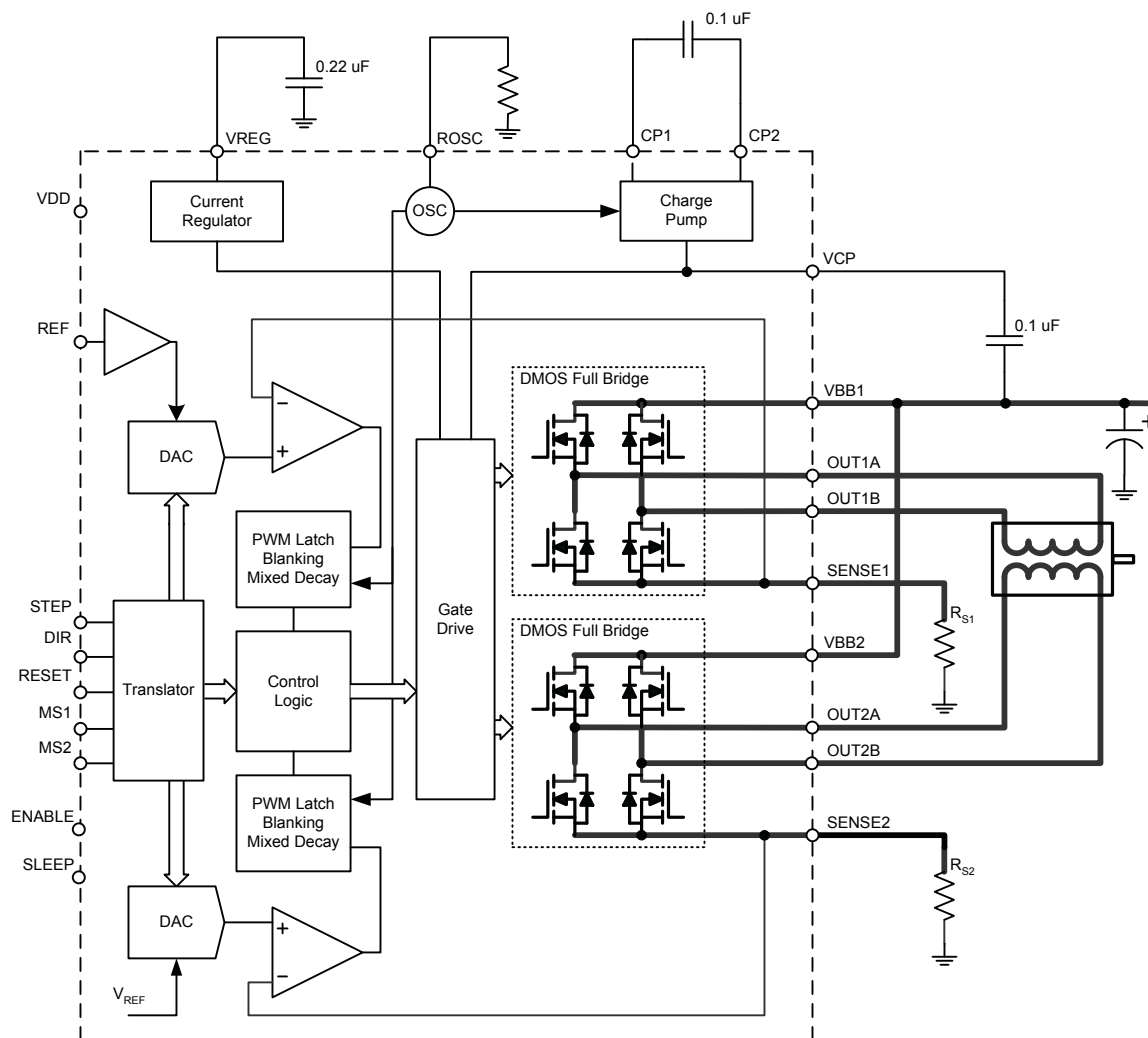 0.1 uF
0.22 uF
VREG
ROSC
CP1
CP2
VDD
Current
Regulator
OSC
Charge
Pump
VCP
REF
0.1 uF
DMOS Full Bridge
VBB1
−
+
+
DAC
OUT1A
OUT1B
PWM Latch
Blanking
Mixed Decay
SENSE1
STEP
DIR
RESET
MS1
MS2
Translator
Control
Logic
Gate
Drive
RS1
DMOS Full Bridge
VBB2
OUT2A
OUT2B
PWM Latch
Blanking
Mixed Decay
ENABLE
SLEEP
SENSE2
RS2
DAC
+
−
VREF